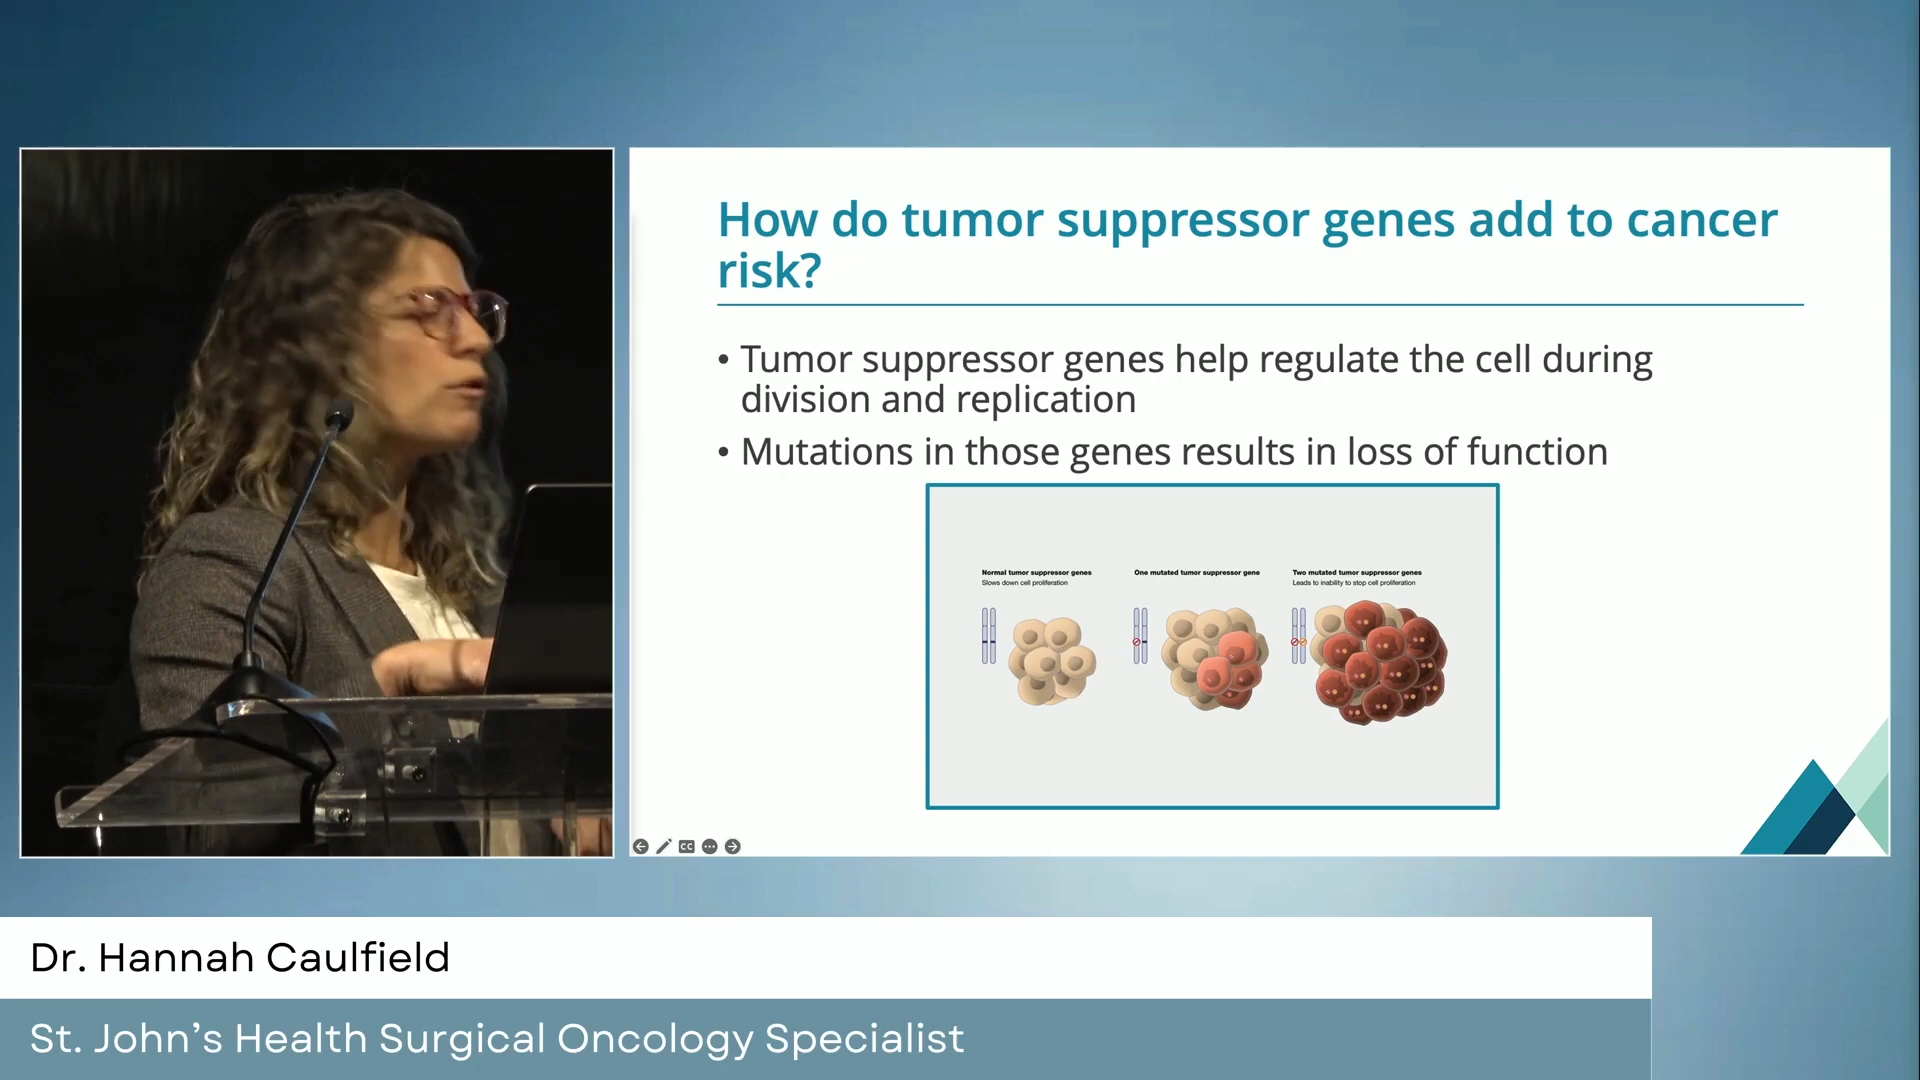 How do tumor suppressor genes add to cancer
risk?
• Tumor suppressor genes help regulate the cell during
division and replication
• Mutations in those genes results in loss of function
Normal tumor suppressor genes
Slows down cell proliferation
One mutated tumor suppressor gene
Two mutated tumor suppressor genes
Leads to inability to stop cell proliferation
CC
Dr. Hannah Caulfield
St. John’s Health Surgical Oncology Specialist